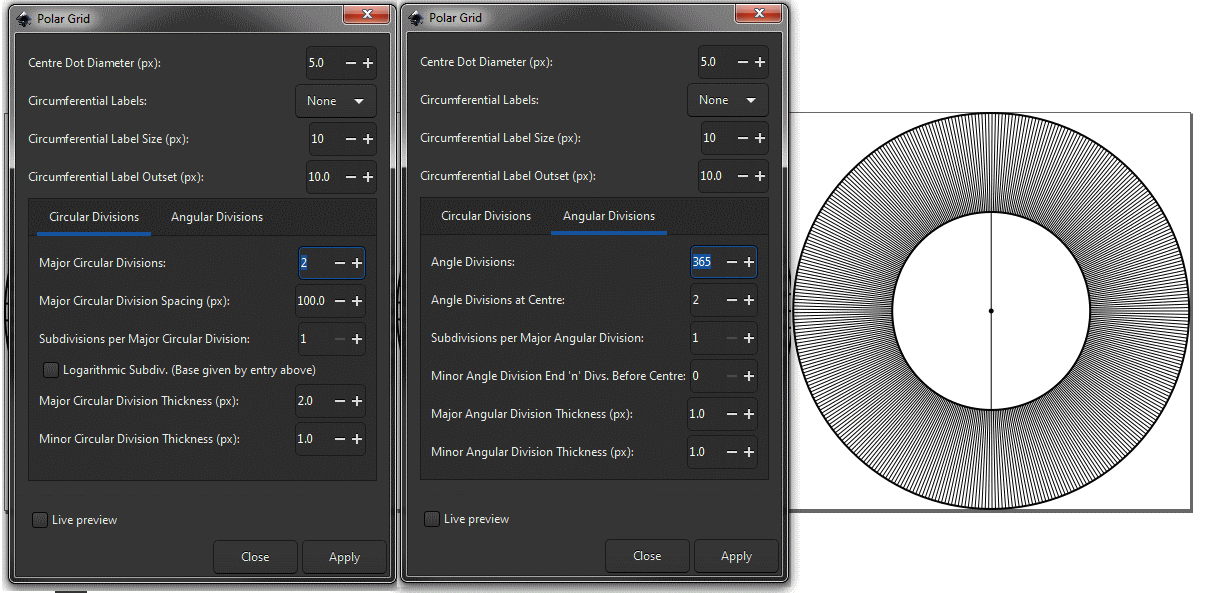 Polar Grid
Centre Dot Diameter (px): 5.0
Circumferential Labels: None
Circumferential Label Size (px): 10
Circumferential Label Outset (px): 10.0
Circular Divisions Angular Divisions
Major Circular Divisions: 2
Major Circular Division Spacing (px): 100.0
Subdivisions per Major Circular Division: 1
Logarithmic Subdiv. (Base given by entry above)
Major Circular Division Thickness (px): 2.0
Minor Circular Division Thickness (px): 1.0
Live preview
Close Apply
Polar Grid
Centre Dot Diameter (px): 5.0
Circumferential Labels: None
Circumferential Label Size (px): 10
Circumferential Label Outset (px): 10.0
Circular Divisions Angular Divisions
Angle Divisions: 365
Angle Divisions at Centre: 2
Subdivisions per Major Angular Division: 1
Minor Angle Division End 'n' Divs. Before Centre: 0
Major Angular Division Thickness (px): 1.0
Minor Angular Division Thickness (px): 1.0
Live preview
Close Apply